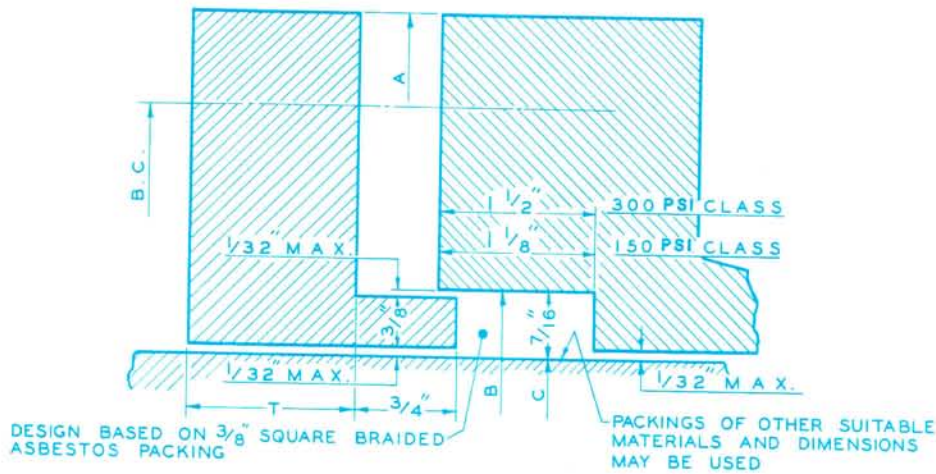 A
B.C.
1 1/2" 300 PSI CLASS
1/32" MAX. 1 1/8" 150 PSI CLASS
3/8" 7/16"
1/32" MAX. B C 1/32" MAX.
T 3/4"
DESIGN BASED ON 3/8" SQUARE BRAIDED
ASBESTOS PACKING
PACKINGS OF OTHER SUITABLE
MATERIALS AND DIMENSIONS
MAY BE USED